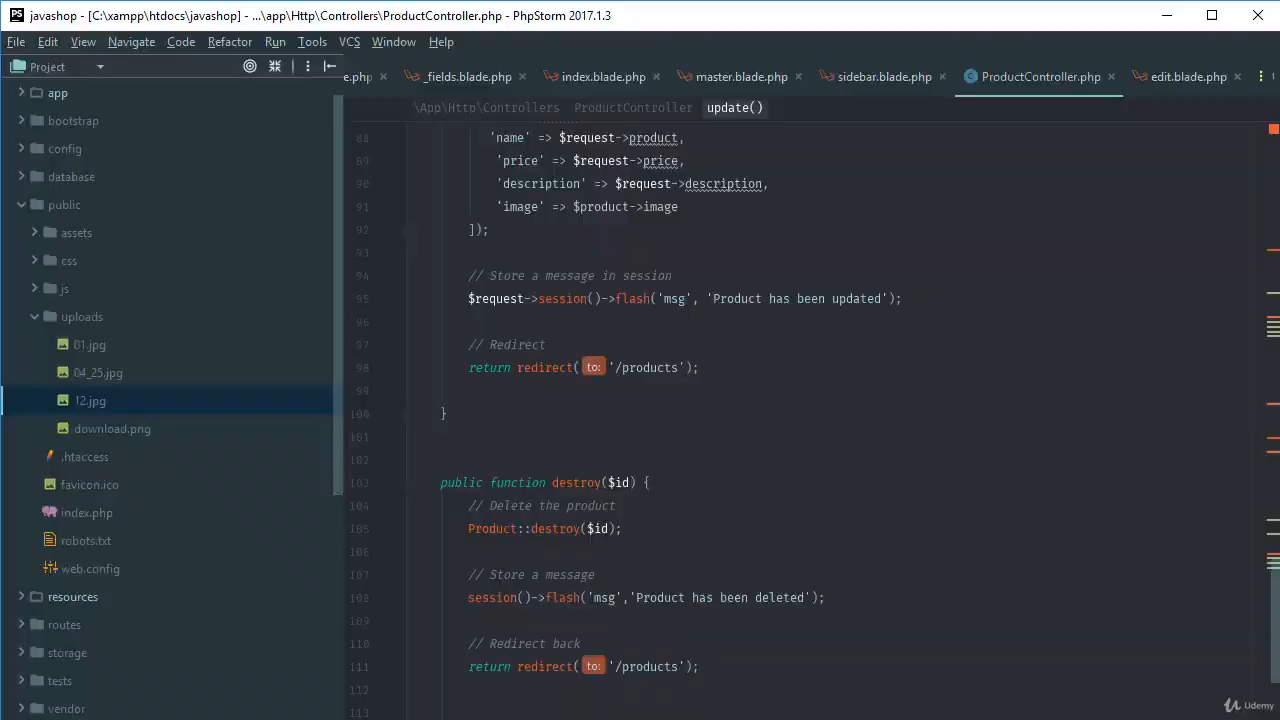 javashop - [C:\xampp\htdocs\javashop] - ...\app\Http\Controllers\ProductController.php - PhpStorm 2017.1.3
File Edit View Navigate Code Refactor Run Tools VCS Window Help
Project
e.php _fields.blade.php index.blade.php master.blade.php sidebar.blade.php ProductController.php edit.blade.php
\App\Http\Controllers ProductController update()
app
bootstrap
config
database
public
assets
css
js
uploads
01.jpg
04_25.jpg
12.jpg
download.png
.htaccess
favicon.ico
index.php
robots.txt
web.config
resources
routes
storage
tests
vendor
88 'name' => $request->product,
89 'price' => $request->price,
90 'description' => $request->description,
91 'image' => $product->image
92 ]);
93
94 // Store a message in session
95 $request->session()->flash('msg', 'Product has been updated');
96
97 // Redirect
98 return redirect( to: '/products');
99
100 }
101
102
103 public function destroy($id) {
104 // Delete the product
105 Product::destroy($id);
106
107 // Store a message
108 session()->flash('msg','Product has been deleted');
109
110 // Redirect back
111 return redirect( to: '/products');
112
113
Udemy